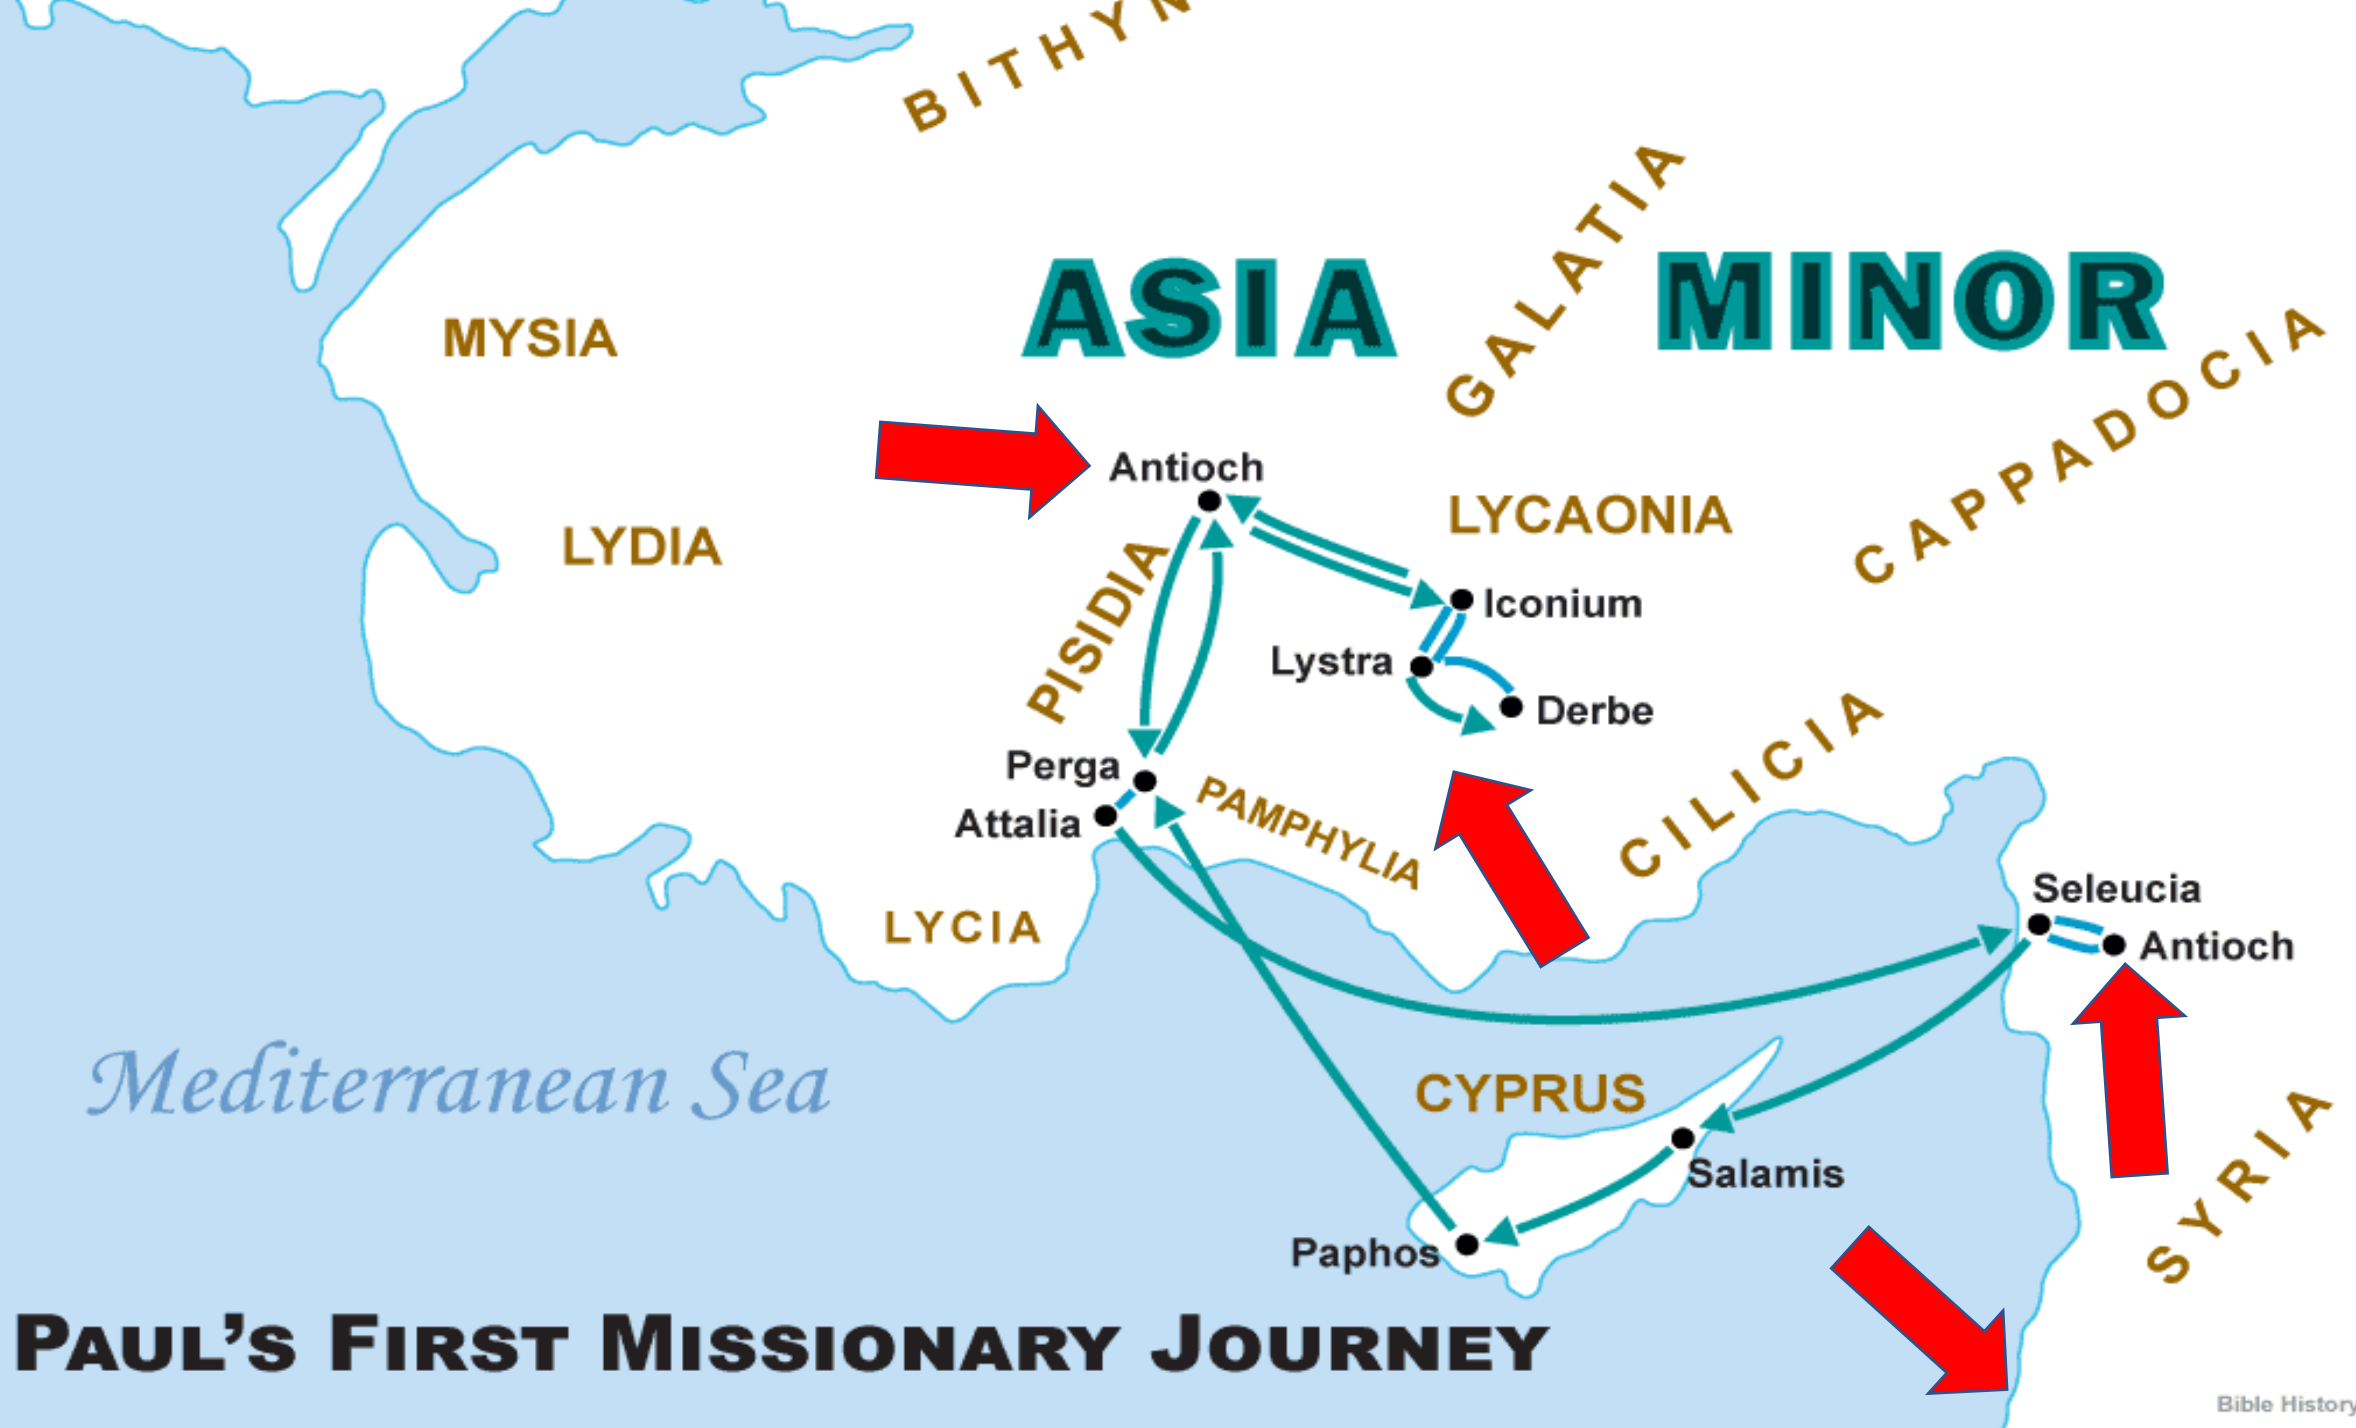 BITHYN
GALATIA
ASIA MINOR
MYSIA
CAPPADOCIA
Antioch
LYCAONIA
LYDIA
PISIDIA
Iconium
Lystra
Derbe
CILICIA
Perga
PAMPHYLIA
Attalia
Seleucia
LYCIA
Antioch
Mediterranean Sea
CYPRUS
SYRIA
Salamis
Paphos
PAUL'S FIRST MISSIONARY JOURNEY
Bible History